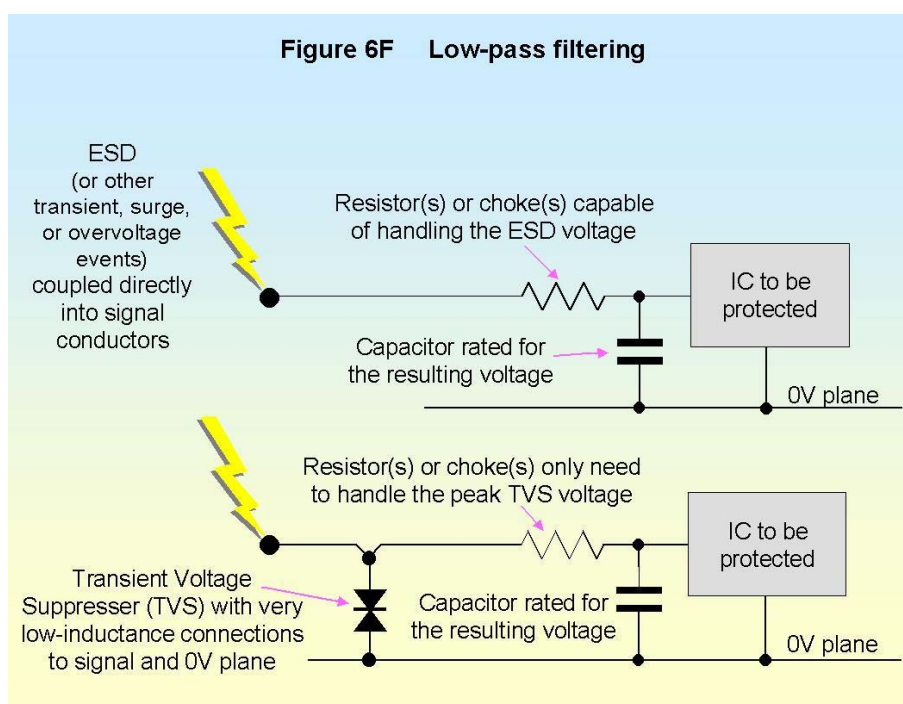 Figure 6F Low-pass filtering
ESD
(or other
transient, surge,
or overvoltage
events)
coupled directly
into signal
conductors
Resistor(s) or choke(s) capable
of handling the ESD voltage
IC to be
protected
Capacitor rated for
the resulting voltage
0V plane
Resistor(s) or choke(s) only need
to handle the peak TVS voltage
IC to be
protected
Transient Voltage
Suppresser (TVS) with very
low-inductance connections
to signal and 0V plane
Capacitor rated for
the resulting voltage
0V plane